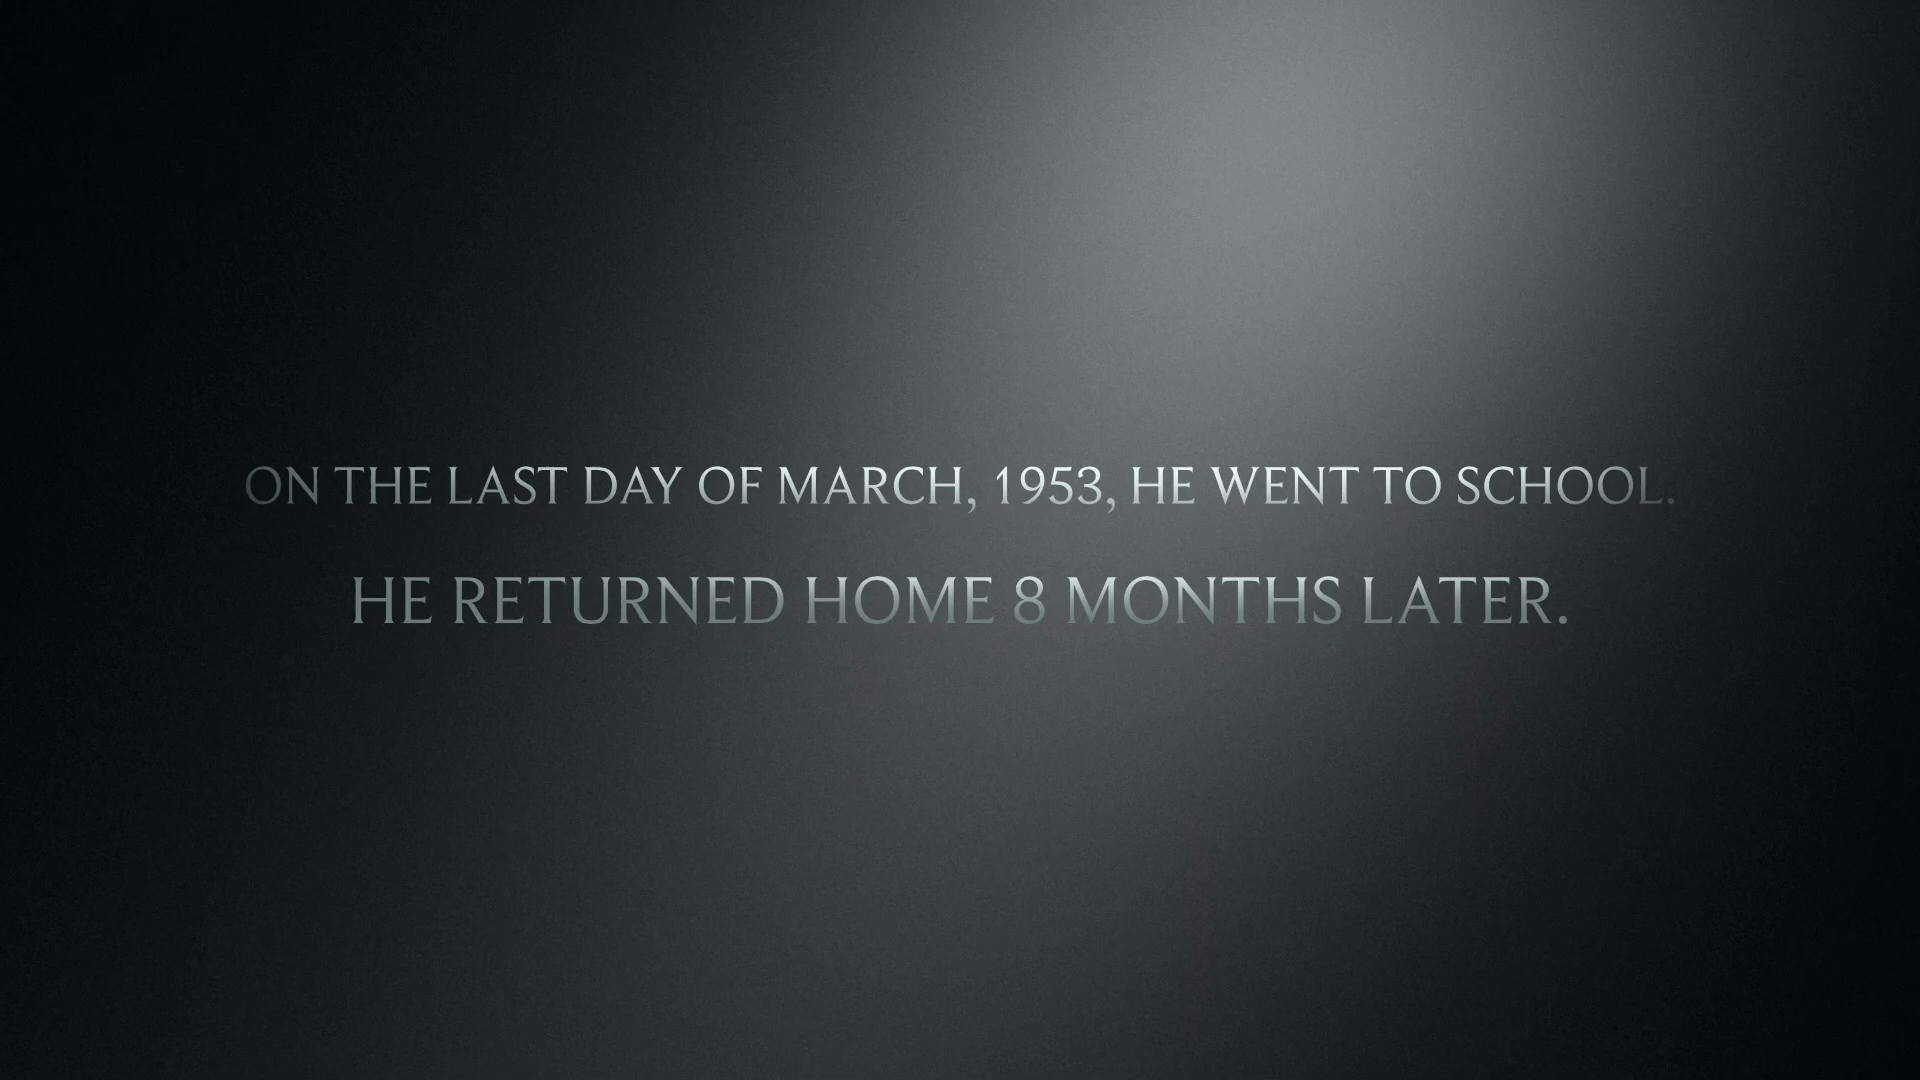 ON THE LAST DAY OF MARCH, 1953, HE WENT TO SCHOOL.
HE RETURNED HOME 8 MONTHS LATER.